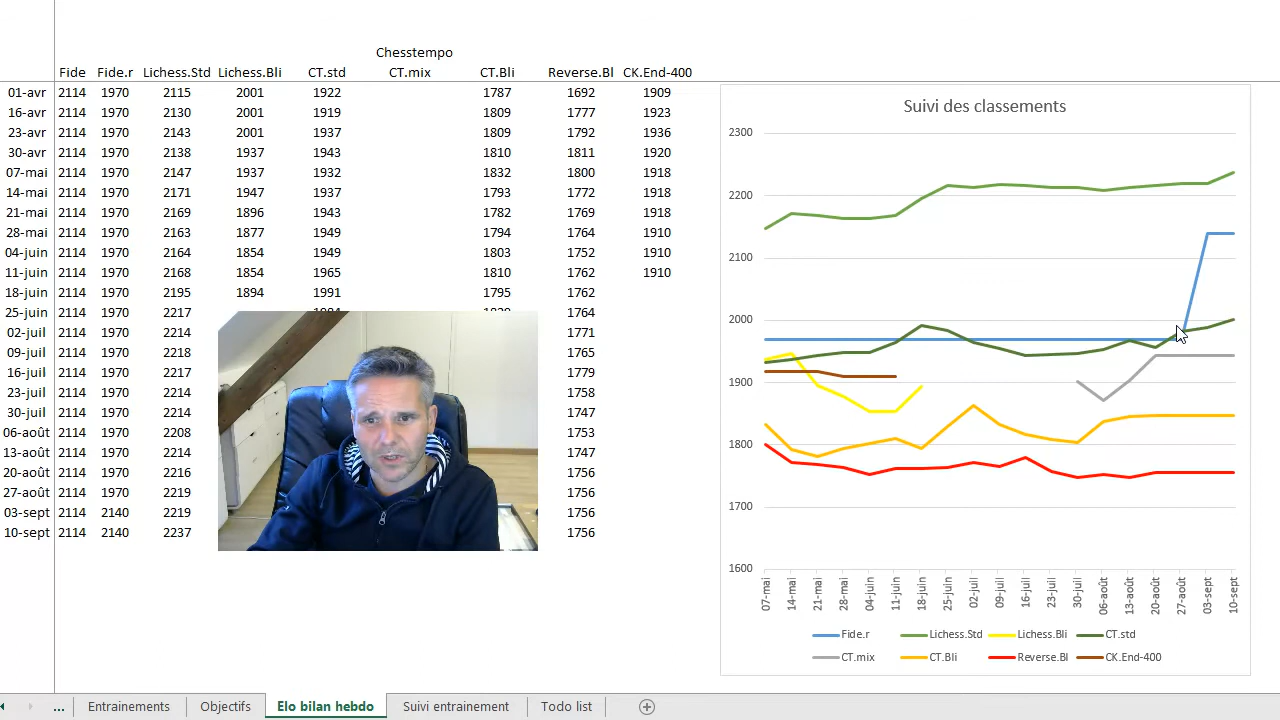 Chesstempo
Fide Fide.r Lichess.Std Lichess.Bli CT.std CT.mix CT.Bli Reverse.Bl CK.End-400
01-avr 2114 1970 2115 2001 1922 1787 1692 1909
16-avr 2114 1970 2130 2001 1919 1809 1777 1923
23-avr 2114 1970 2143 2001 1937 1809 1792 1936
30-avr 2114 1970 2138 1937 1943 1810 1811 1920
07-mai 2114 1970 2147 1937 1932 1832 1800 1918
14-mai 2114 1970 2171 1947 1937 1793 1772 1918
21-mai 2114 1970 2169 1896 1943 1782 1769 1918
28-mai 2114 1970 2163 1877 1949 1794 1764 1910
04-juin 2114 1970 2164 1854 1949 1803 1752 1910
11-juin 2114 1970 2168 1854 1965 1810 1762 1910
18-juin 2114 1970 2195 1894 1991 1795 1762
25-juin 2114 1970 2217 1764
02-juil 2114 1970 2214 1771
09-juil 2114 1970 2218 1765
16-juil 2114 1970 2217 1779
23-juil 2114 1970 2214 1758
30-juil 2114 1970 2214 1747
06-août 2114 1970 2208 1753
13-août 2114 1970 2214 1747
20-août 2114 1970 2216 1756
27-août 2114 1970 2219 1756
03-sept 2114 2140 2219 1756
10-sept 2114 2140 2237 1756
Suivi des classements
2300
2200
2100
2000
1900
1800
1700
1600
07-mai 14-mai 21-mai 28-mai 04-juin 11-juin 18-juin 25-juin 02-juil 09-juil 16-juil 23-juil 30-juil 06-août 13-août 20-août 27-août 03-sept 10-sept
Fide.r Lichess.Std Lichess.Bli CT.std
CT.mix CT.Bli Reverse.Bl CK.End-400
... Entrainements Objectifs Elo bilan hebdo Suivi entrainement Todo list